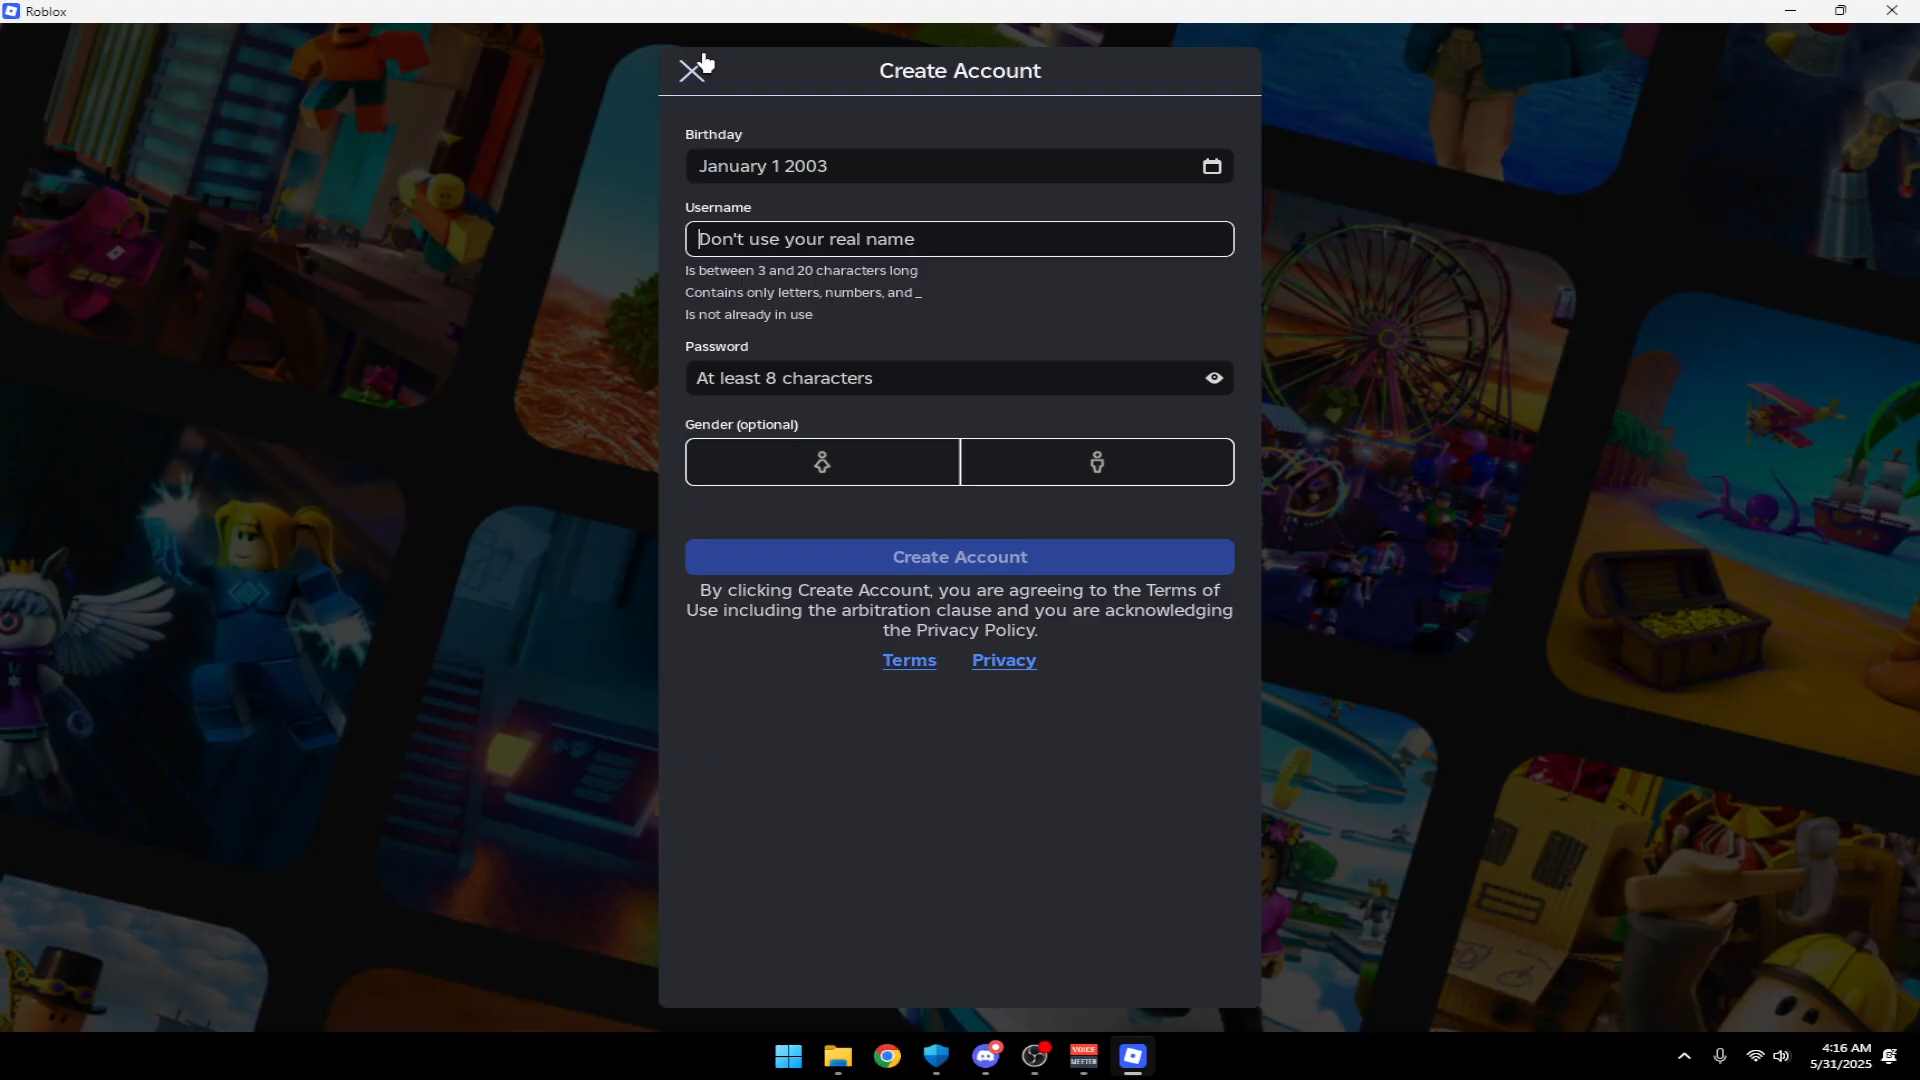 Roblox
Create Account
Birthday
January 1 2003
Username
Don't use your real name
Is between 3 and 20 characters long
Contains only letters, numbers, and _
Is not already in use
Password
At least 8 characters
Gender (optional)
Create Account
By clicking Create Account, you are agreeing to the Terms of
Use including the arbitration clause and you are acknowledging
the Privacy Policy.
Terms Privacy
VOICE
MEETER
4:16 AM
5/31/2025